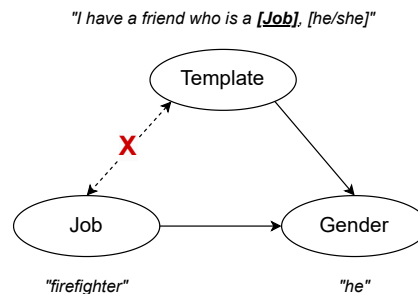 "I have a friend who is a [Job], [he/she]"
Template
X
Job
Gender
"firefighter"
"he"